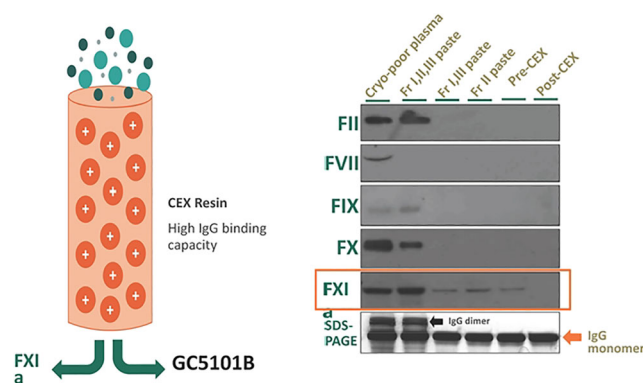 CEX Resin
High IgG binding
capacity
FXI
a
GC5101B
Cryo-poor plasma
Fr I,II,III paste
Fr I,III paste
Fr II paste
Pre-CEX
Post-CEX
FII
FVII
FIX
FX
FXI
a
SDS-
PAGE
IgG dimer
IgG
monomer
+ + +
+ +
+ + +
+ +
+ + +
+ +